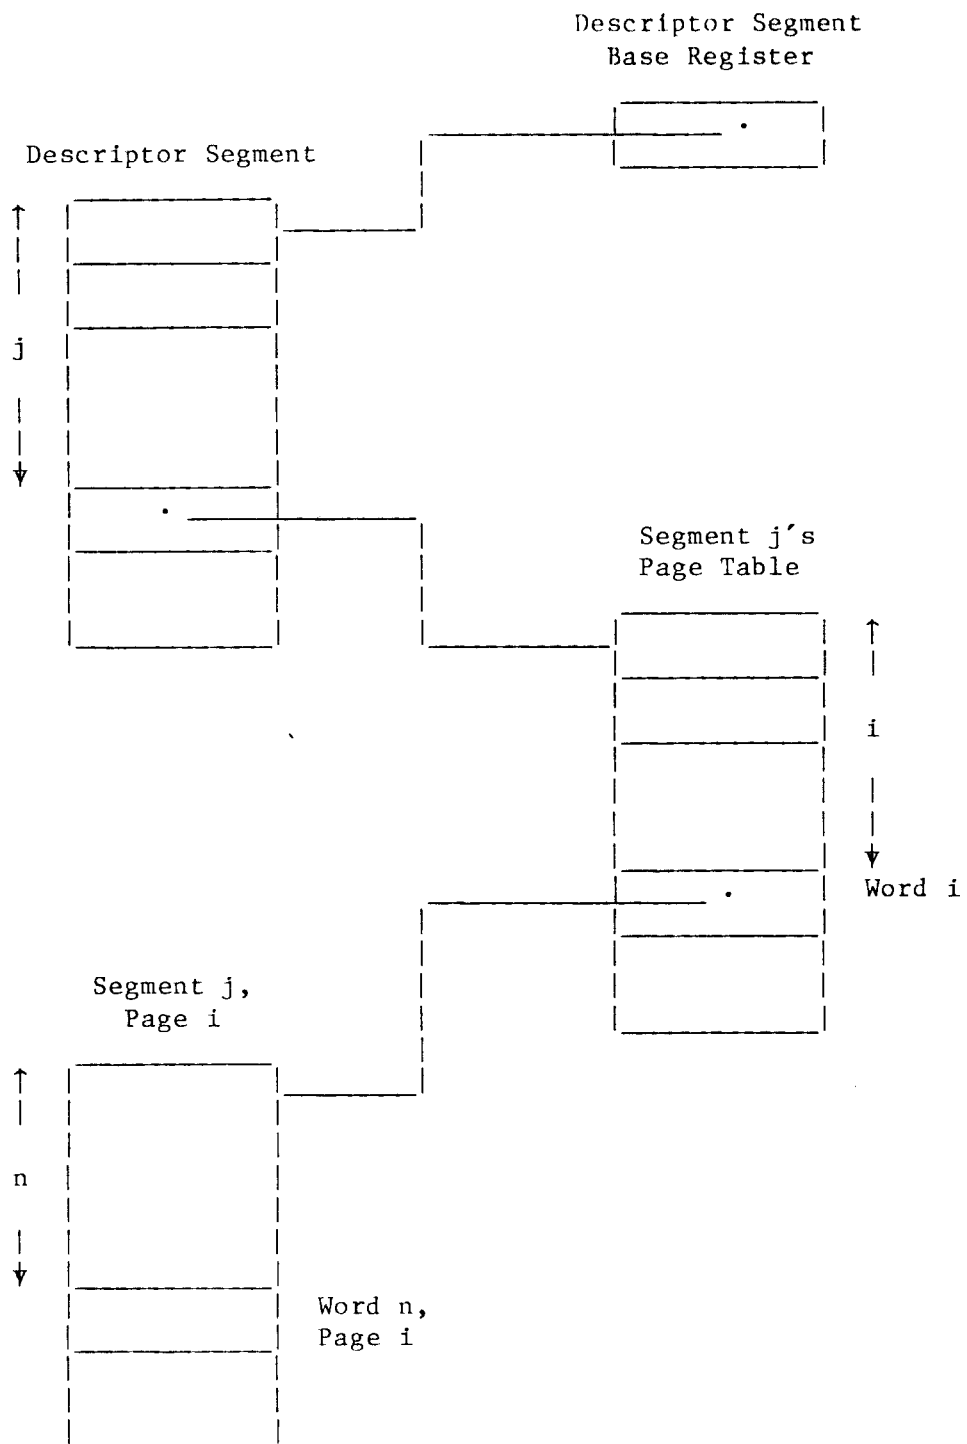 Descriptor Segment
Base Register
Descriptor Segment
j
Segment j's
Page Table
i
Word i
Segment j,
Page i
n
Word n,
Page i